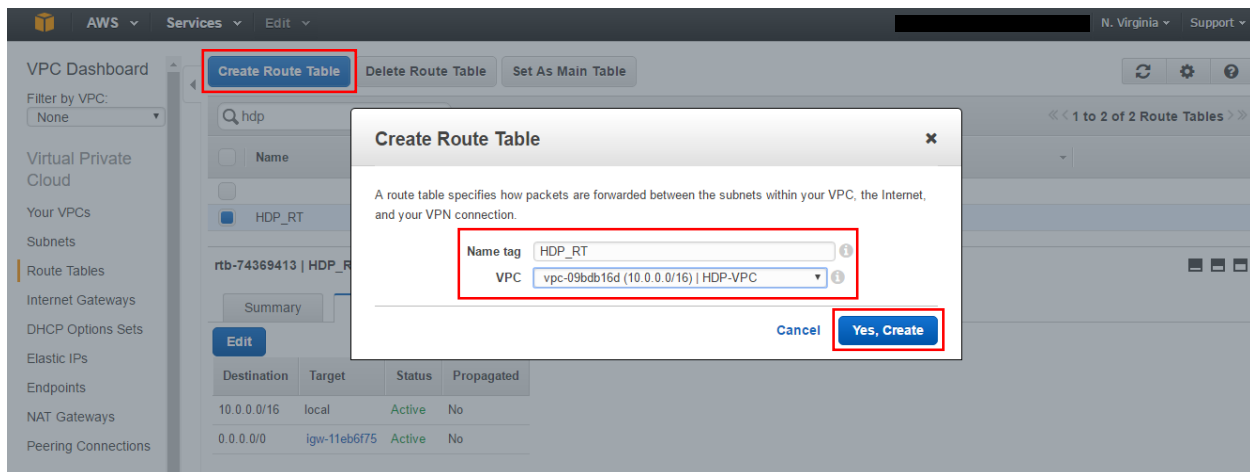 AWS Services Edit N. Virginia Support
VPC Dashboard
Filter by VPC:
None
Virtual Private
Cloud
Your VPCs
Subnets
Route Tables
Internet Gateways
DHCP Options Sets
Elastic IPs
Endpoints
NAT Gateways
Peering Connections
Create Route Table Delete Route Table Set As Main Table
hdp
« < 1 to 2 of 2 Route Tables > »
Name
HDP_RT
rtb-74369413 | HDP_R
Summary
Edit
Destination Target Status Propagated
10.0.0.0/16 local Active No
0.0.0.0/0 igw-11eb6f75 Active No
Create Route Table
A route table specifies how packets are forwarded between the subnets within your VPC, the Internet,
and your VPN connection.
Name tag HDP_RT
VPC vpc-09bdb16d (10.0.0.0/16) | HDP-VPC
Cancel Yes, Create